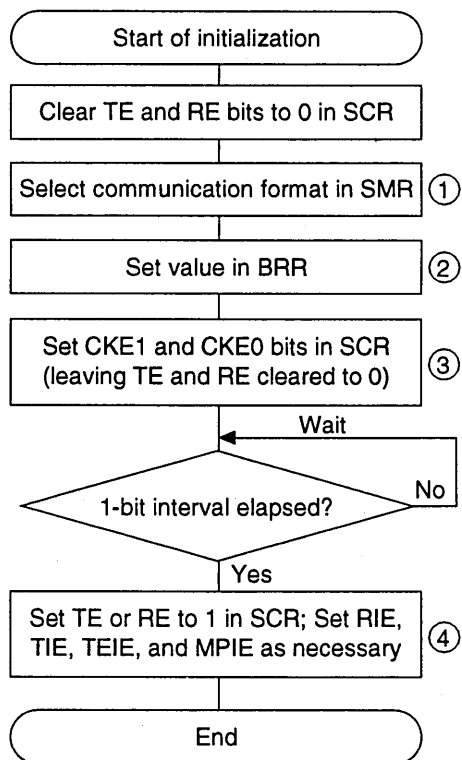 Start of initialization
Clear TE and RE bits to 0 in SCR
Select communication format in SMR ①
Set value in BRR ②
Set CKE1 and CKE0 bits in SCR
(leaving TE and RE cleared to 0) ③
Wait
1-bit interval elapsed? No
Yes
Set TE or RE to 1 in SCR; Set RIE,
TIE, TEIE, and MPIE as necessary ④
End